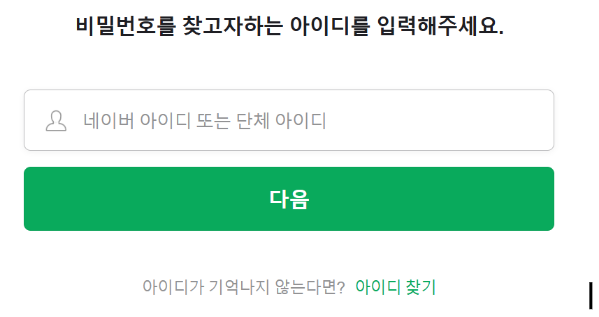 비밀번호를 찾고자하는 아이디를 입력해주세요.
네이버 아이디 또는 단체 아이디
다음
아이디가 기억나지 않는다면? 아이디 찾기